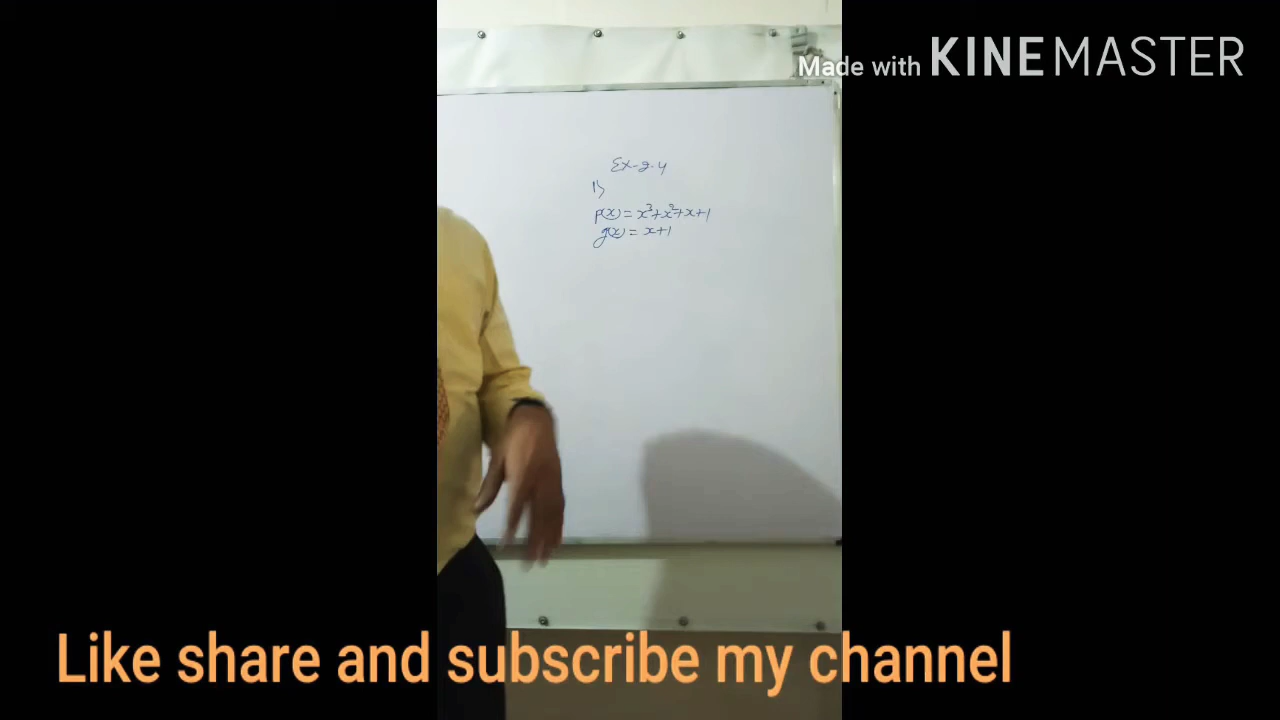 Made with KINEMASTER
Ex-2.4
1)
p(x) = x³+x²+x+1
g(x) = x+1
Like share and subscribe my channel